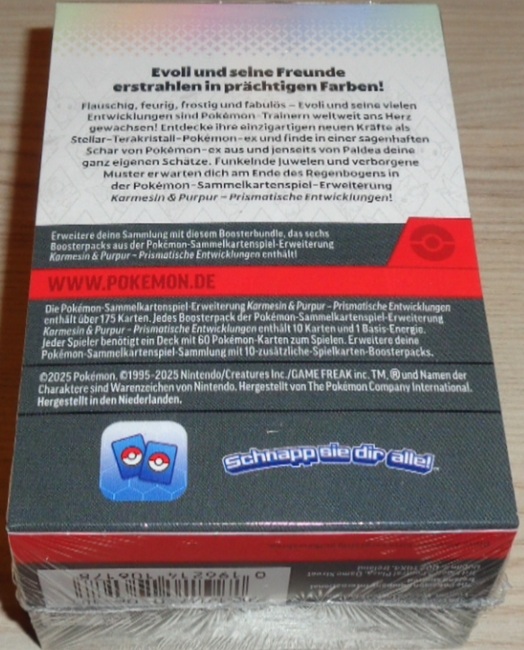 Evoli und seine Freunde
erstrahlen in prächtigen Farben!
Flauschig, feurig, frostig und fabulös – Evoli und seine vielen
Entwicklungen sind Pokémon-Trainern weltweit ans Herz
gewachsen! Entdecke ihre einzigartigen neuen Kräfte als
Stellar-Terakristall-Pokémon-ex und finde in einer sagenhaften
Schar von Pokémon-ex aus und jenseits von Paldea deine
ganz eigenen Schätze. Funkelnde Juwelen und verborgene
Muster erwarten dich am Ende des Regenbogens in
der Pokémon-Sammelkartenspiel-Erweiterung
Karmesin & Purpur – Prismatische Entwicklungen!
Erweitere deine Sammlung mit diesem Boosterbundle, das sechs
Boosterpacks aus der Pokémon-Sammelkartenspiel-Erweiterung
Karmesin & Purpur – Prismatische Entwicklungen enthält!
WWW.POKEMON.DE
Die Pokémon-Sammelkartenspiel-Erweiterung Karmesin & Purpur – Prismatische Entwicklungen
enthält über 175 Karten. Jedes Boosterpack der Pokémon-Sammelkartenspiel-Erweiterung
Karmesin & Purpur – Prismatische Entwicklungen enthält 10 Karten und 1 Basis-Energie.
Jeder Spieler benötigt ein Deck mit 60 Pokémon-Karten zum Spielen. Erweitere deine
Pokémon-Sammelkartenspiel-Sammlung mit 10-zusätzliche-Spielkarten-Boosterpacks.
©2025 Pokémon. ©1995–2025 Nintendo/Creatures Inc./GAME FREAK inc. TM, ® und Namen der
Charaktere sind Warenzeichen von Nintendo. Hergestellt von The Pokémon Company International.
Hergestellt in den Niederlanden.
Schnapp sie dir alle!™
0 196214 106178